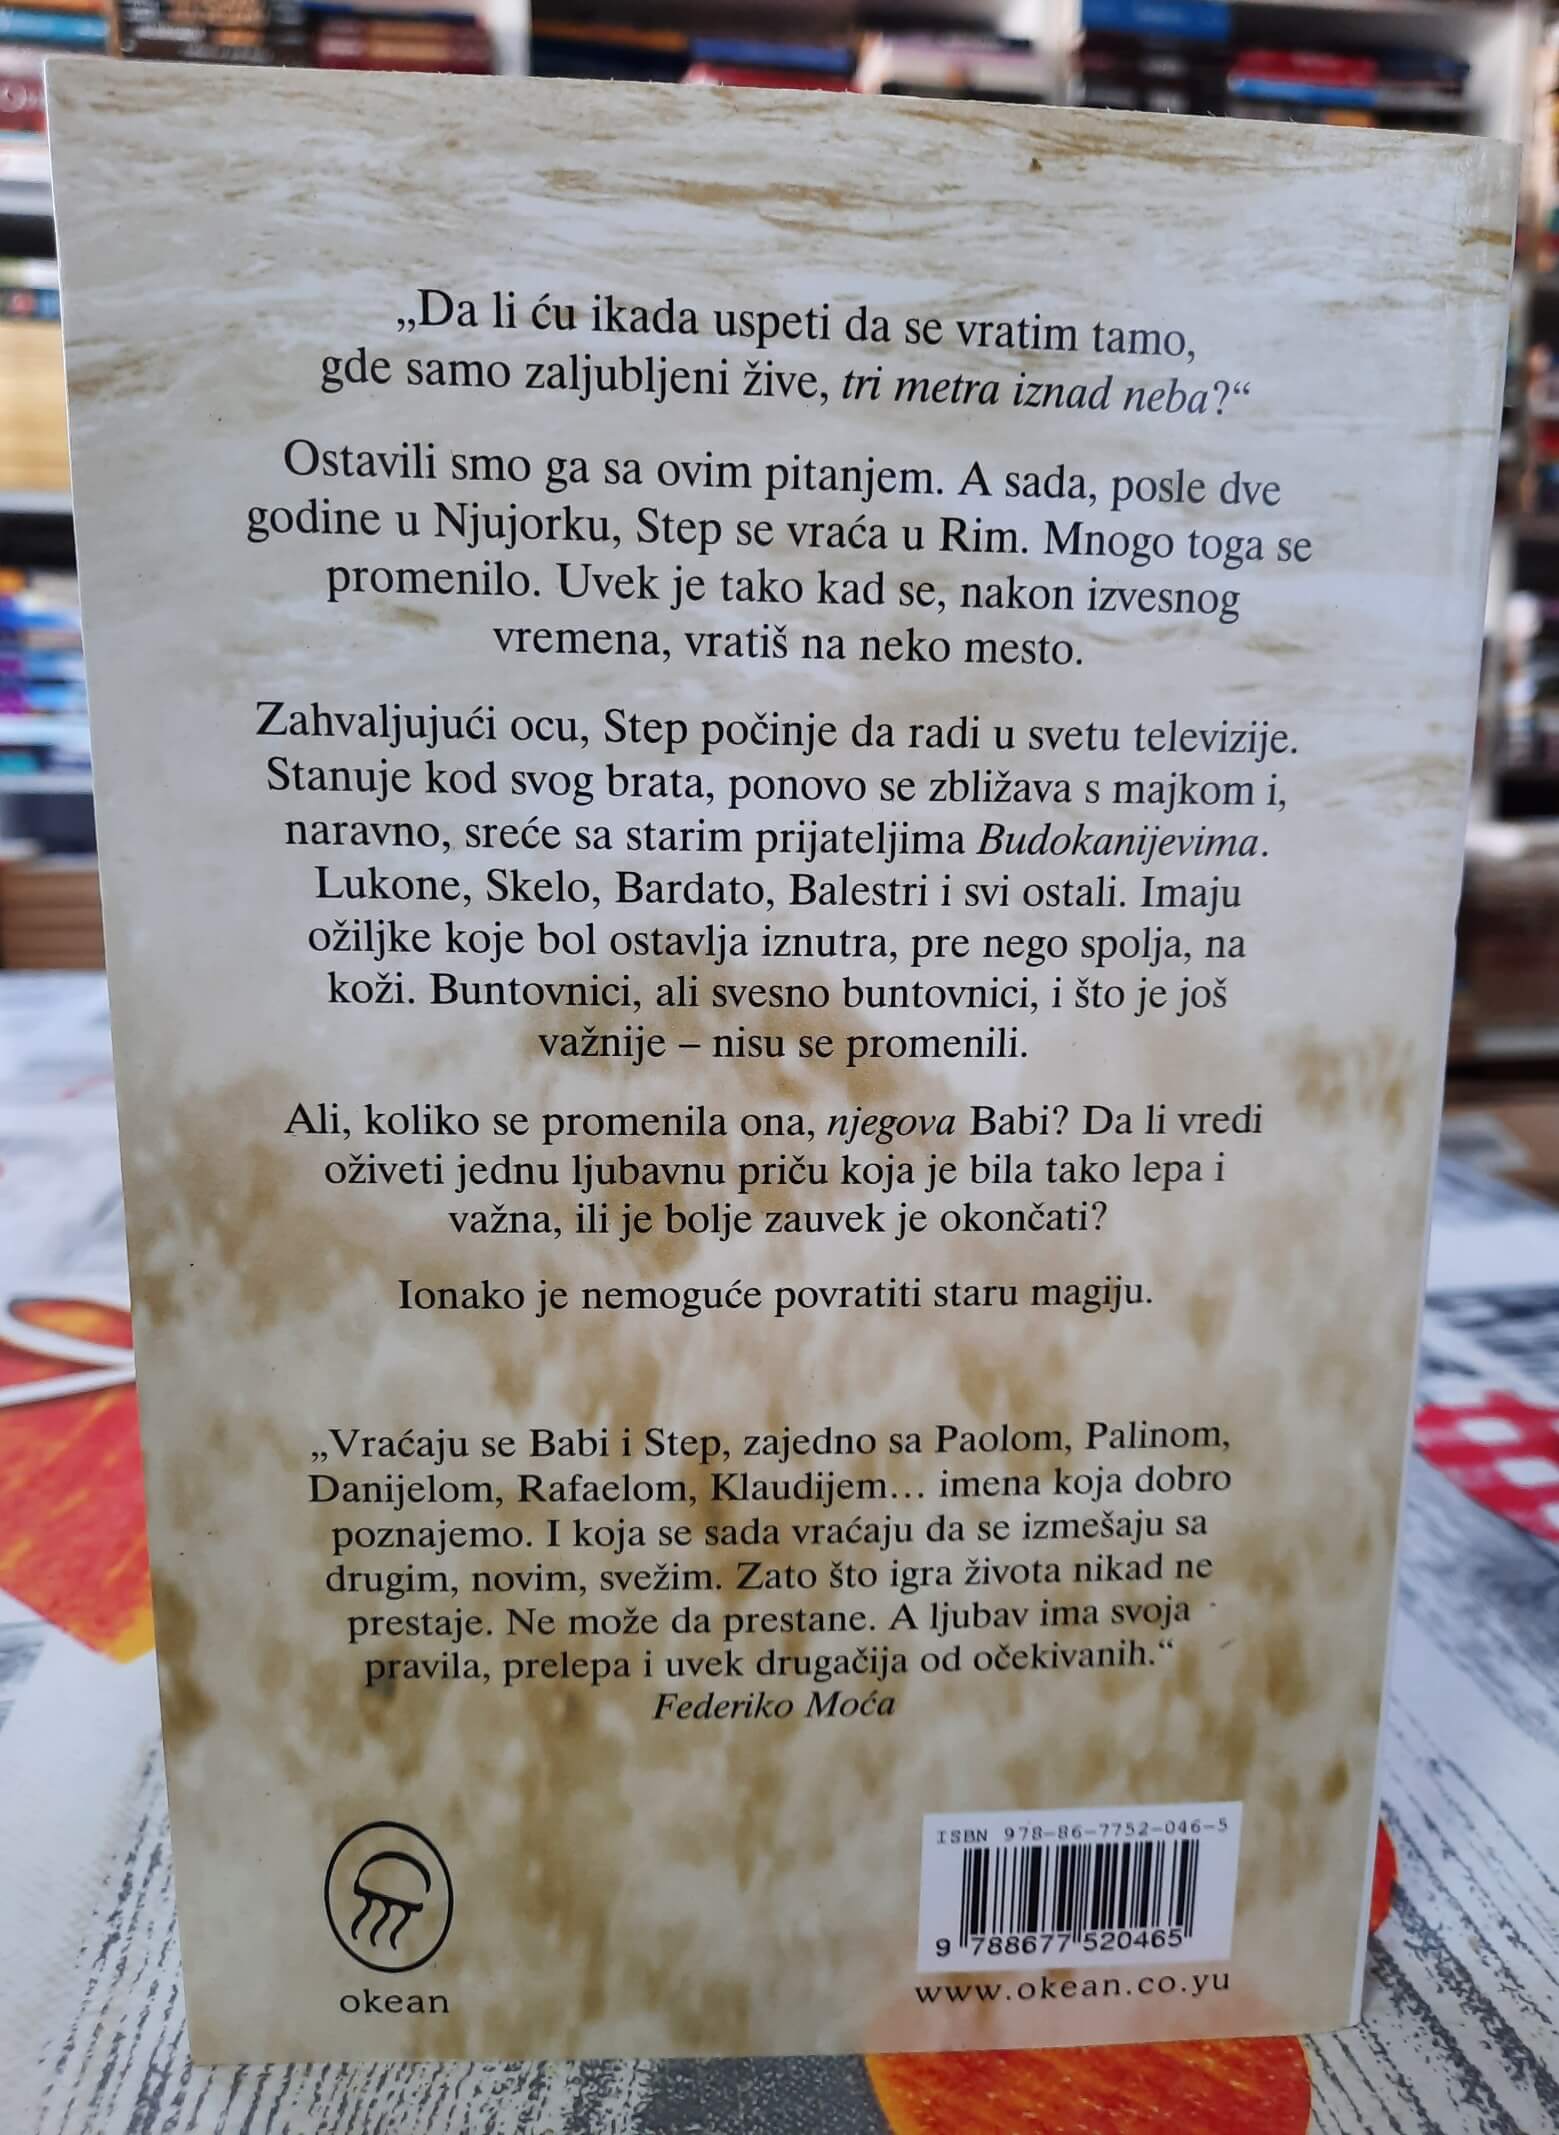 „Da li ću ikada uspeti da se vratim tamo,
gde samo zaljubljeni žive, tri metra iznad neba?“
Ostavili smo ga sa ovim pitanjem. A sada, posle dve
godine u Njujorku, Step se vraća u Rim. Mnogo toga se
promenilo. Uvek je tako kad se, nakon izvesnog
vremena, vratiš na neko mesto.
Zahvaljujući ocu, Step počinje da radi u svetu televizije.
Stanuje kod svog brata, ponovo se zbližava s majkom i,
naravno, sreće sa starim prijateljima Budokanijevima.
Lukone, Skelo, Bardato, Balestri i svi ostali. Imaju
ožiljke koje bol ostavlja iznutra, pre nego spolja, na
koži. Buntovnici, ali svesno buntovnici, i što je još
važnije – nisu se promenili.
Ali, koliko se promenila ona, njegova Babi? Da li vredi
oživeti jednu ljubavnu priču koja je bila tako lepa i
važna, ili je bolje zauvek je okončati?
Ionako je nemoguće povratiti staru magiju.
„Vraćaju se Babi i Step, zajedno sa Paolom, Palinom,
Danijelom, Rafaelom, Klaudijem... imena koja dobro
poznajemo. I koja se sada vraćaju da se izmešaju sa
drugim, novim, svežim. Zato što igra života nikad ne
prestaje. Ne može da prestane. A ljubav ima svoja
pravila, prelepa i uvek drugačija od očekivanih.“
Federiko Moća
ISBN 978-86-7752-046-5
9 788677 520465
www.okean.co.yu
okean